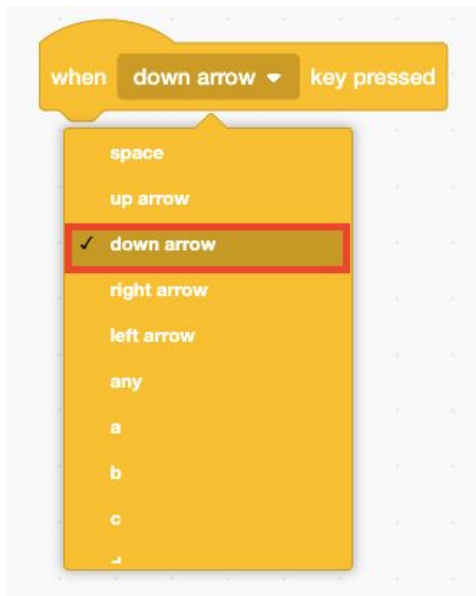 when down arrow key pressed
space
up arrow
✓ down arrow
right arrow
left arrow
any
a
b
c